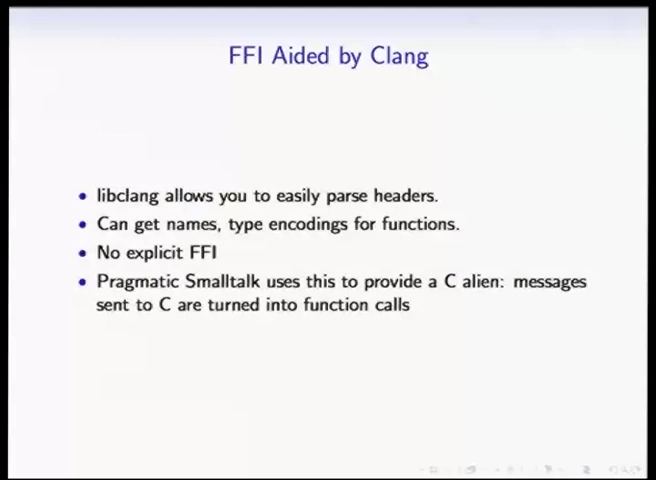 FFI Aided by Clang
• libclang allows you to easily parse headers.
• Can get names, type encodings for functions.
• No explicit FFI
• Pragmatic Smalltalk uses this to provide a C alien: messages
sent to C are turned into function calls